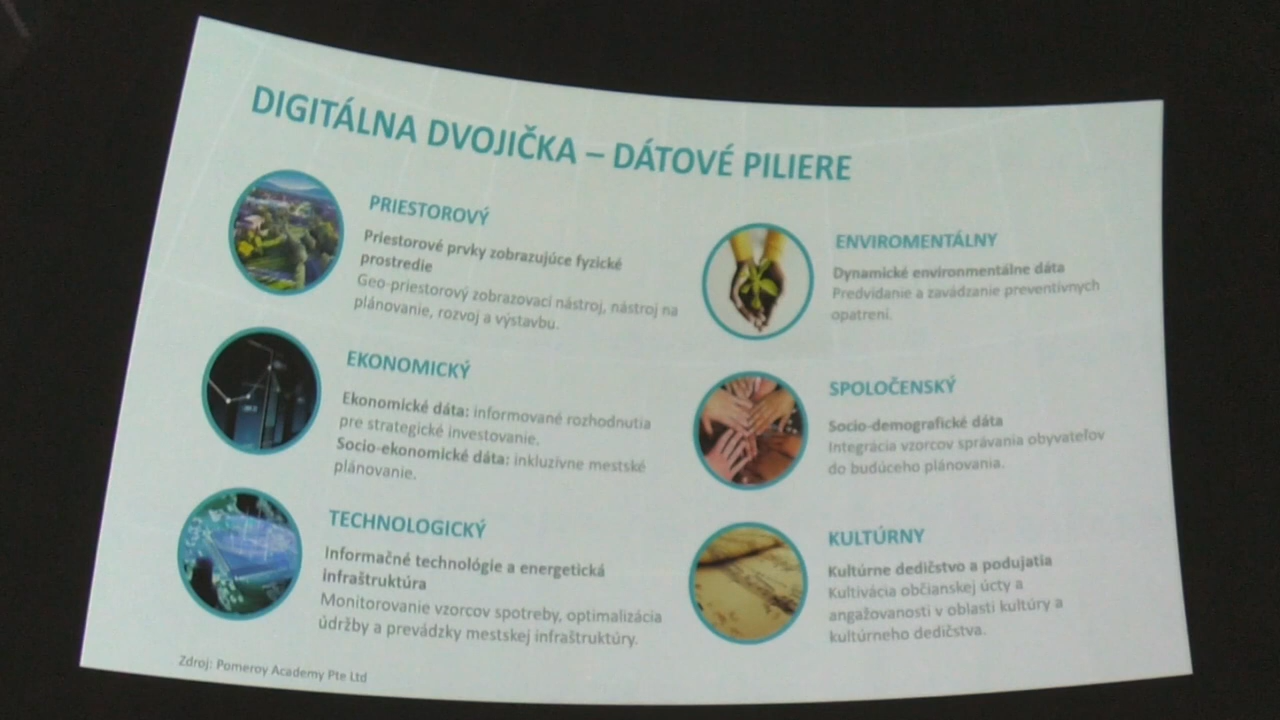 DIGITÁLNA DVOJIČKA – DÁTOVÉ PILIERE
PRIESTOROVÝ
Priestorové prvky zobrazujúce fyzické
prostredie
Geo-priestorový zobrazovací nástroj, nástroj na
plánovanie, rozvoj a výstavbu.
EKONOMICKÝ
Ekonomické dáta: informované rozhodnutia
pre strategické investovanie.
Socio-ekonomické dáta: inkluzívne mestské
plánovanie.
TECHNOLOGICKÝ
Informačné technológie a energetická
infraštruktúra
Monitorovanie vzorcov spotreby, optimalizácia
údržby a prevádzky mestskej infraštruktúry.
ENVIROMENTÁLNY
Dynamické environmentálne dáta
Predvídanie a zavádzanie preventívnych
opatrení.
SPOLOČENSKÝ
Socio-demografické dáta
Integrácia vzorcov správania obyvateľov
do budúceho plánovania.
KULTÚRNY
Kultúrne dedičstvo a podujatia
Kultivácia občianskej úcty a
angažovanosti v oblasti kultúry a
kultúrneho dedičstva.
Zdroj: Pomeroy Academy Pte Ltd